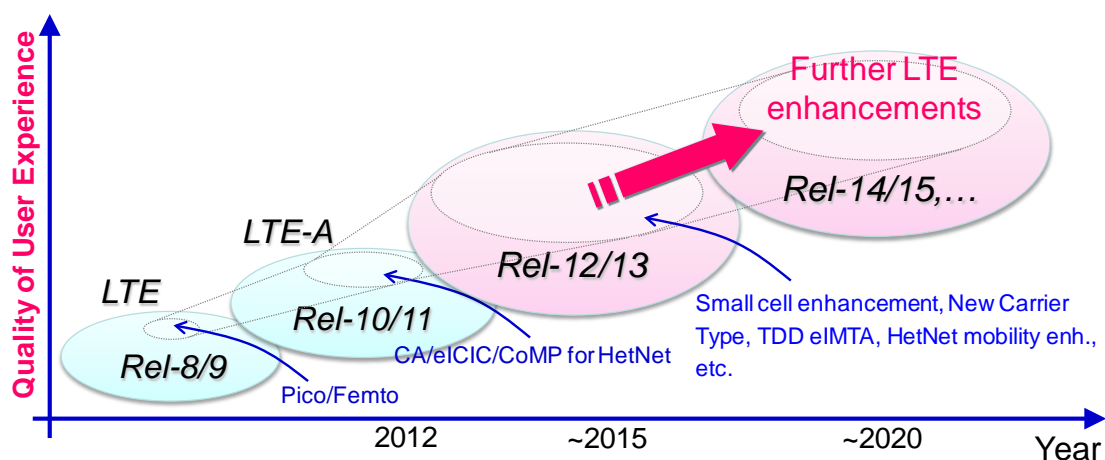 Quality of User Experience
Further LTE
enhancements
Rel-14/15,…
LTE-A
Rel-12/13
LTE
Rel-10/11
Small cell enhancement, New Carrier
Type, TDD eIMTA, HetNet mobility enh.,
etc.
CA/eICIC/CoMP for HetNet
Rel-8/9
Pico/Femto
2012
~2015
~2020
Year